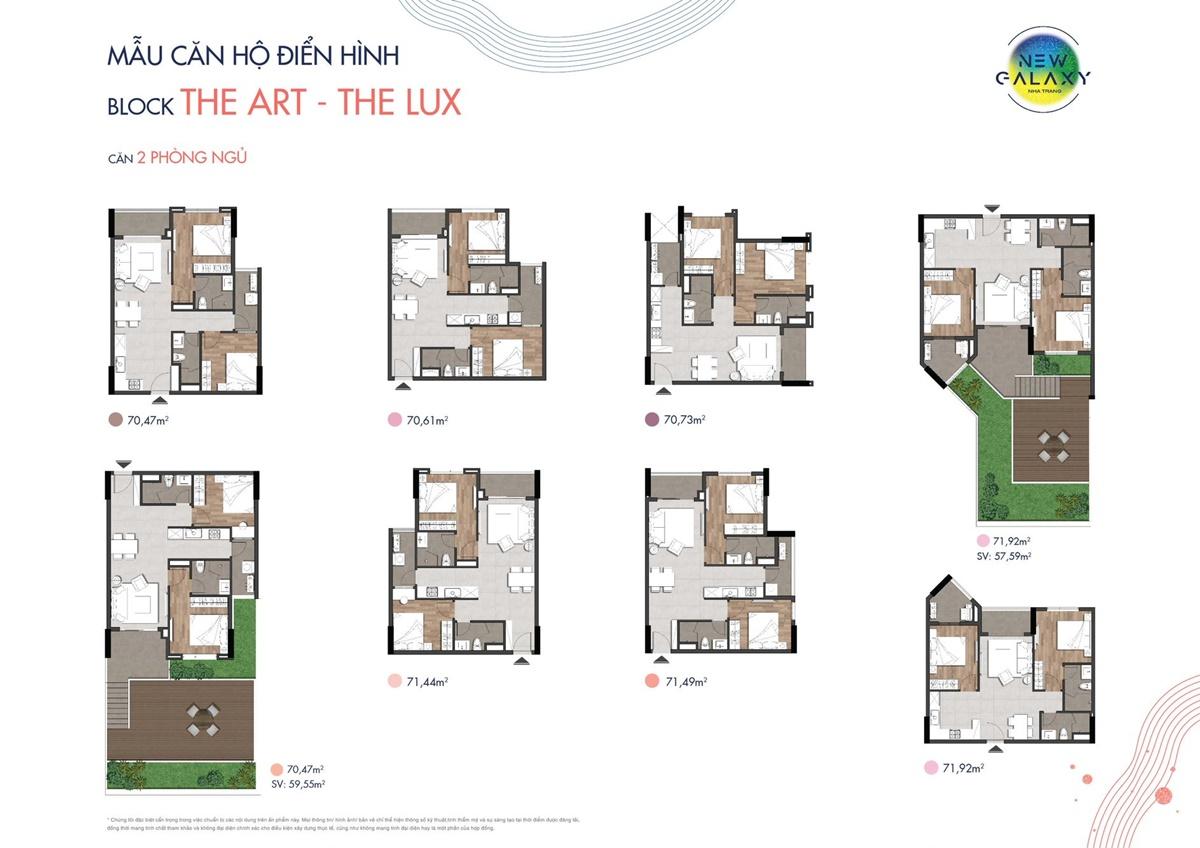 MẪU CĂN HỘ ĐIỂN HÌNH
BLOCK THE ART - THE LUX
CĂN 2 PHÒNG NGỦ
NEW
GALAXY
NHA TRANG
70,47m²
70,61m²
70,73m²
71,92m²
SV: 57,59m²
70,47m²
SV: 59,55m²
71,44m²
71,49m²
71,92m²
* Chúng tôi đặc biệt cẩn trọng trong việc chuẩn bị các nội dung trên ấn phẩm này. Mọi thông tin/ hình ảnh/ bản vẽ chỉ thể hiện thông số kỹ thuật,tính thẩm mỹ và sự sáng tạo tại thời điểm được đăng tải,
đồng thời mang tính chất tham khảo và không đại diện chính xác cho điều kiện xây dựng thực tế, cũng như không mang tính đại diện hay là một phần của hợp đồng.